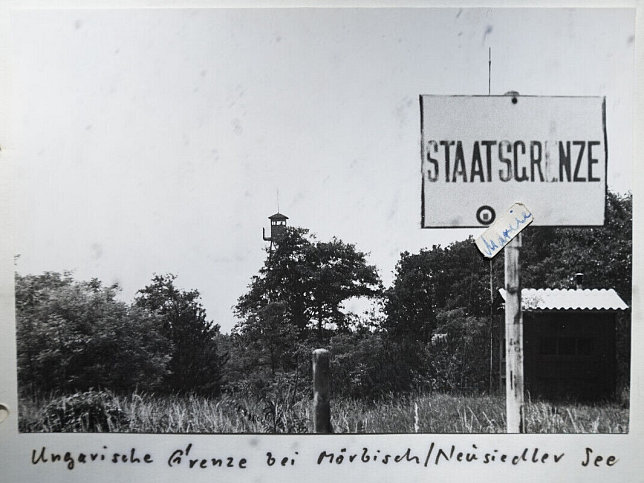 STAATSGRENZE
Ungarische Grenze bei Mörbisch/Neusiedler See